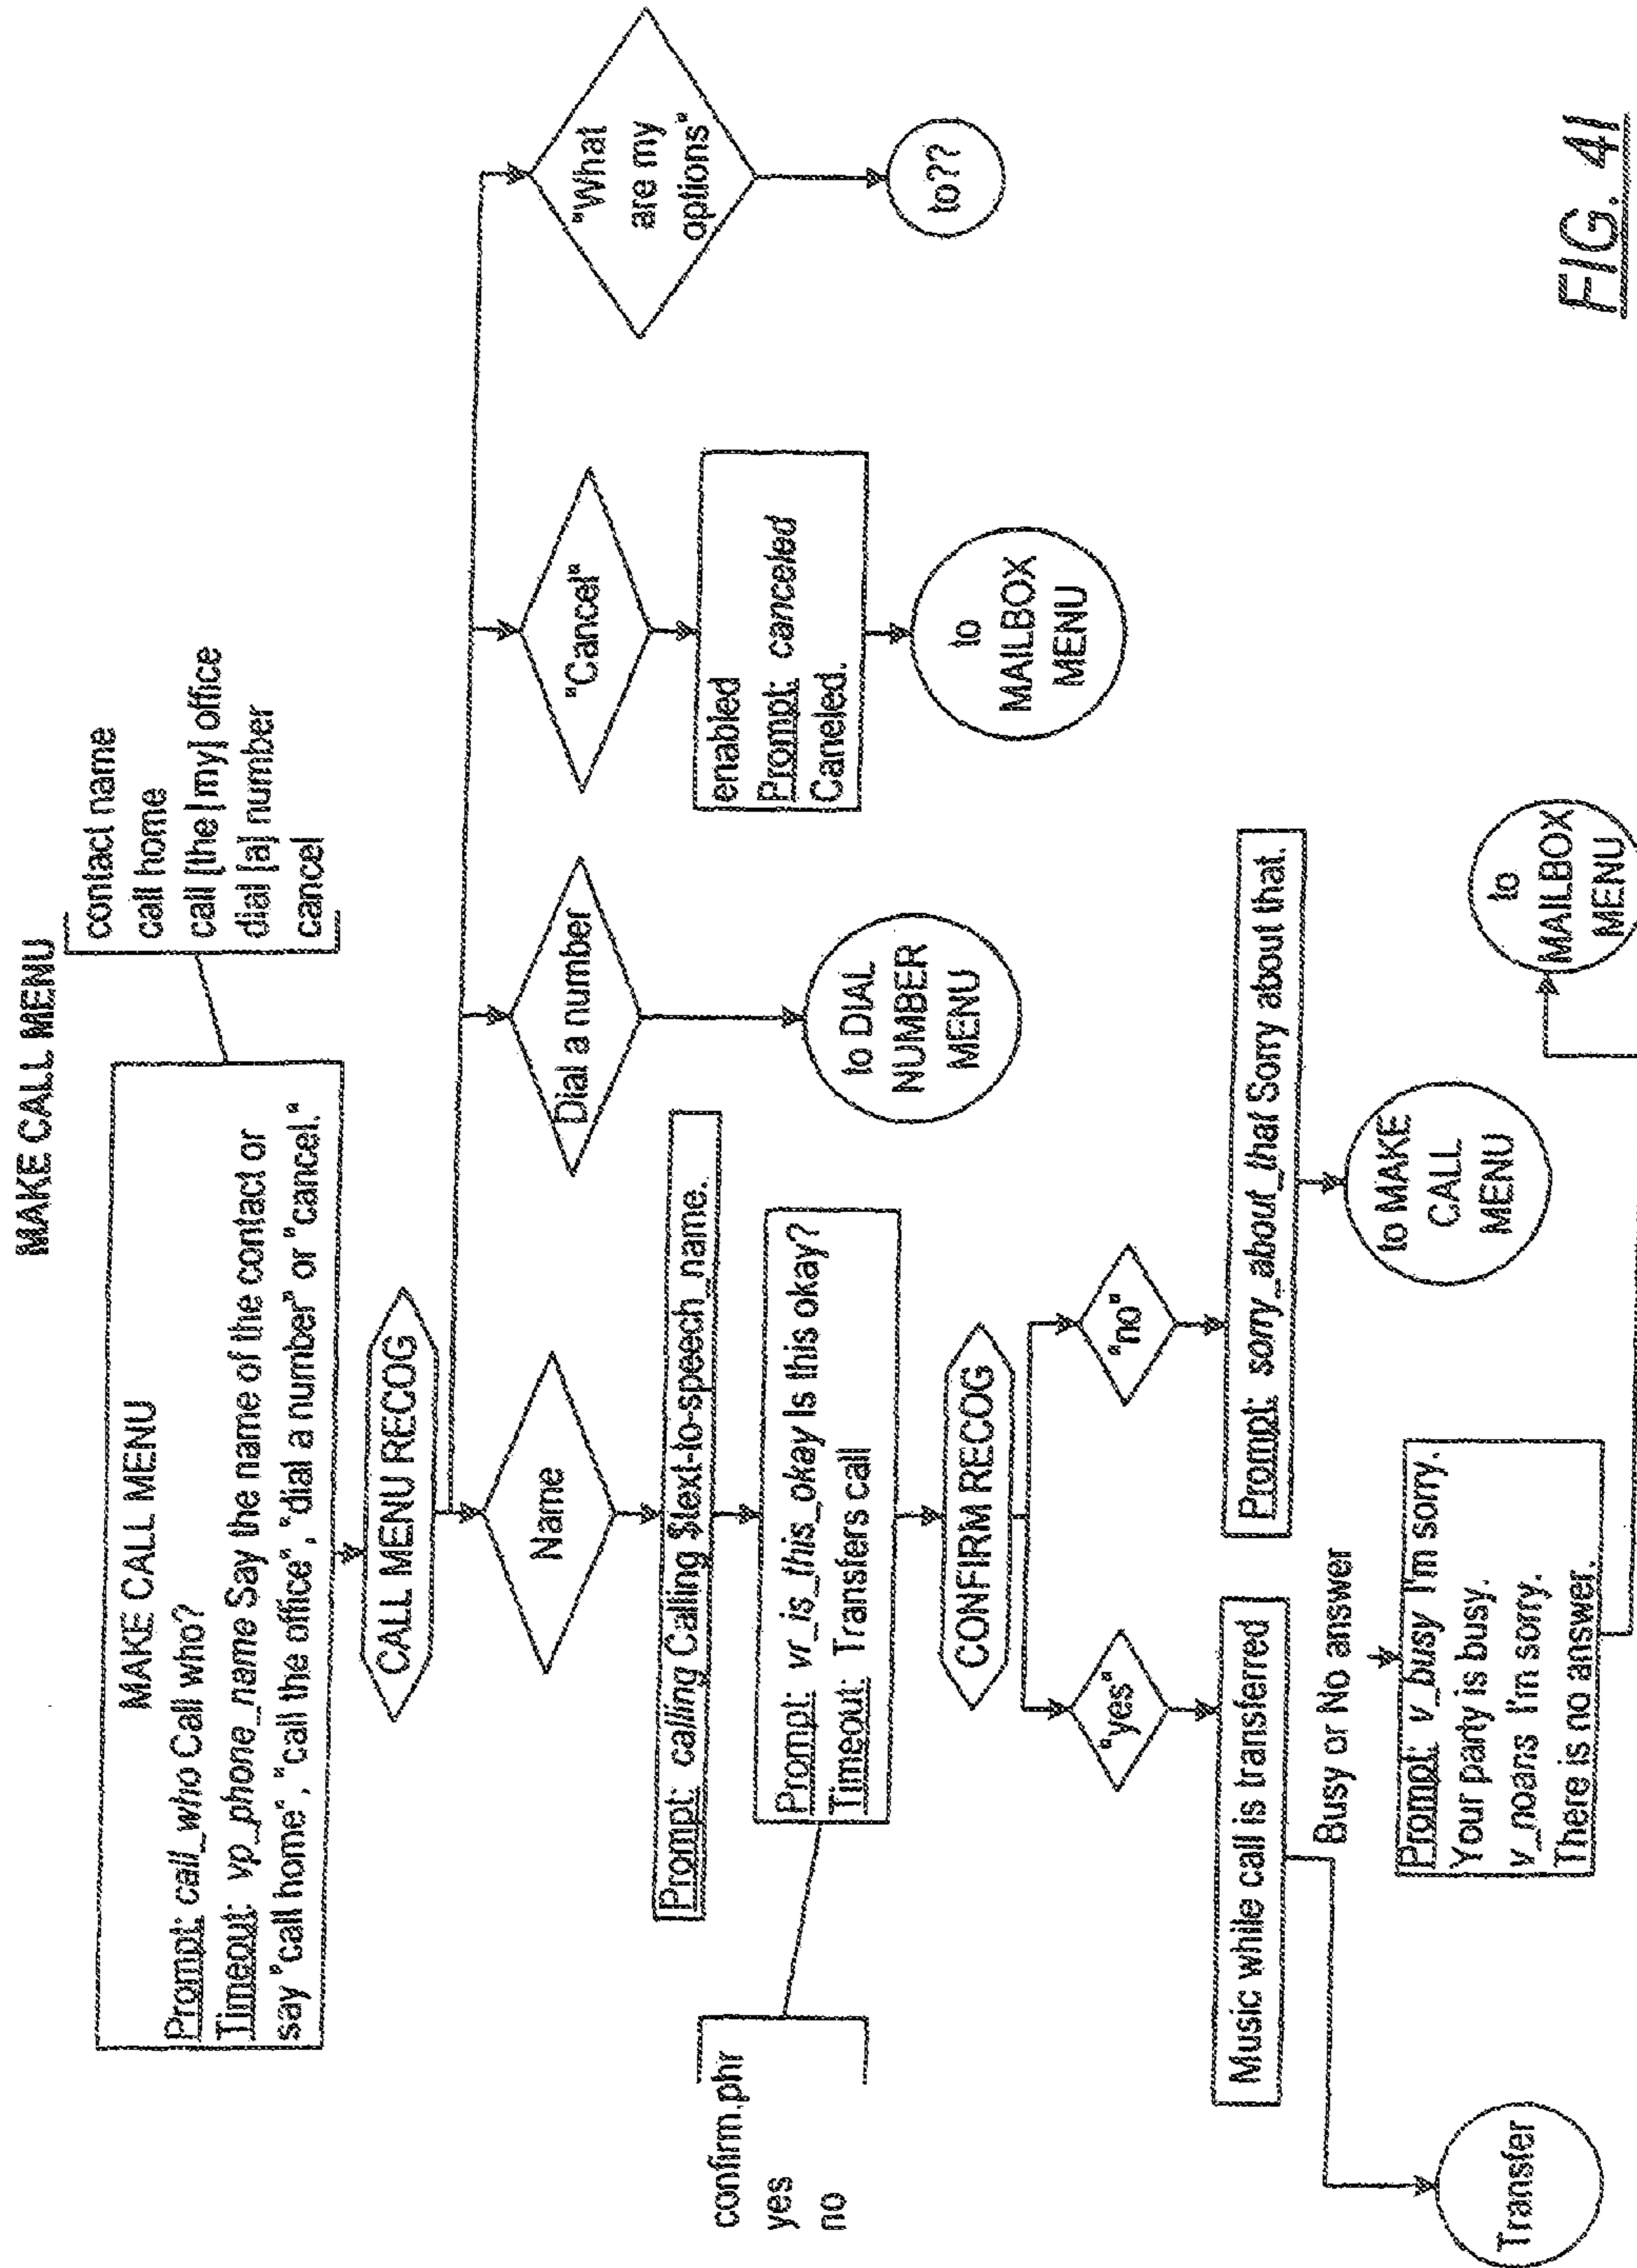 MAKE CALL MENU
MAKE CALL MENU
Prompt: call_who Call who?
Timeout: vp_phone_name Say the name of the contact or
say "call home", "call the office", "dial a number" or "cancel."
contact name
call home
call [the | my] office
dial [a] number
cancel
CALL MENU RECOG
Name
Dial a number
"Cancel"
"What
are my
options"
Prompt: calling Calling $text-to-speech_name.
to DIAL
NUMBER
MENU
enabled
Prompt: canceled
Caneled.
to??
to
MAILBOX
MENU
confirm.phr
yes
no
Prompt: vr_is_this_okay Is this okay?
Timeout: Transfers call
CONFIRM RECOG
"yes"
"no"
Music while call is transferred
Prompt: sorry_about_that Sorry about that.
Busy or No answer
to MAKE
CALL
MENU
Transfer
Prompt: v_busy I'm sorry.
Your party is busy.
v_noans I'm sorry.
There is no answer.
to
MAILBOX
MENU
FIG. 4I